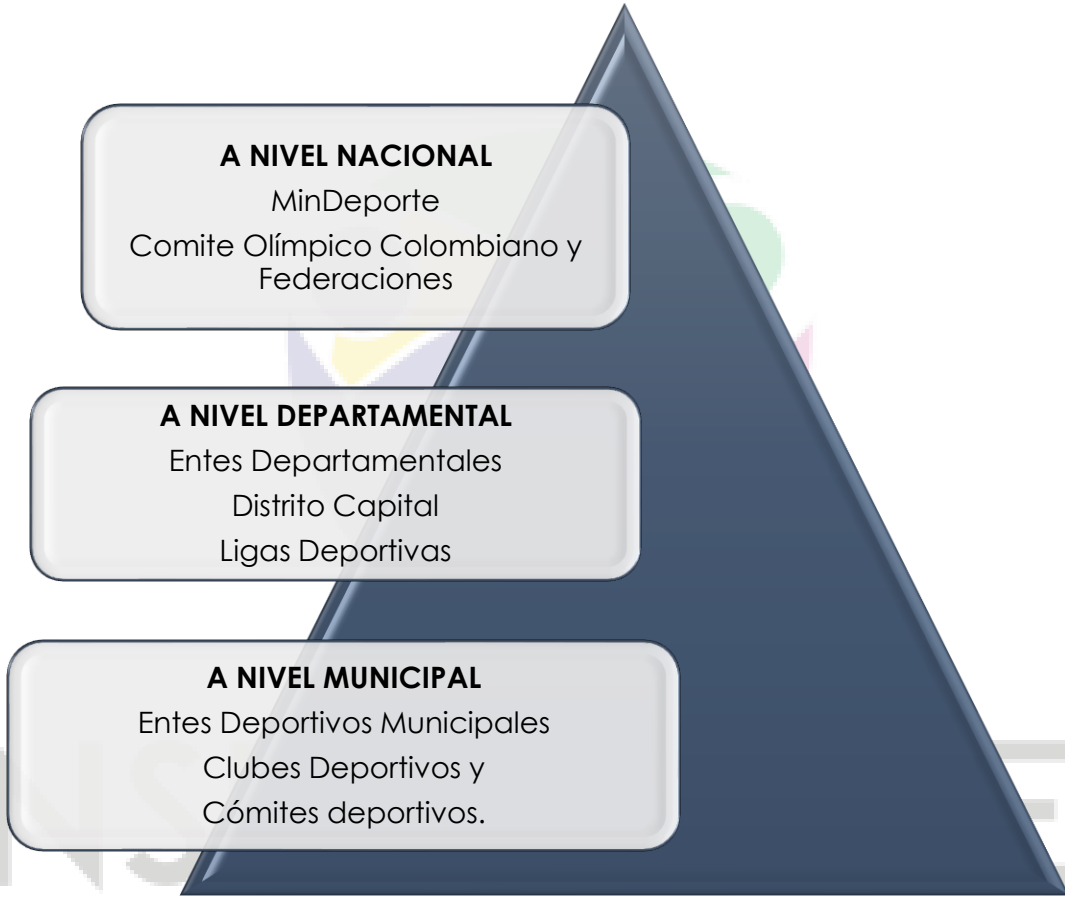 A NIVEL NACIONAL
MinDeporte
Comite Olímpico Colombiano y
Federaciones
A NIVEL DEPARTAMENTAL
Entes Departamentales
Distrito Capital
Ligas Deportivas
A NIVEL MUNICIPAL
Entes Deportivos Municipales
Clubes Deportivos y
Cómites deportivos.